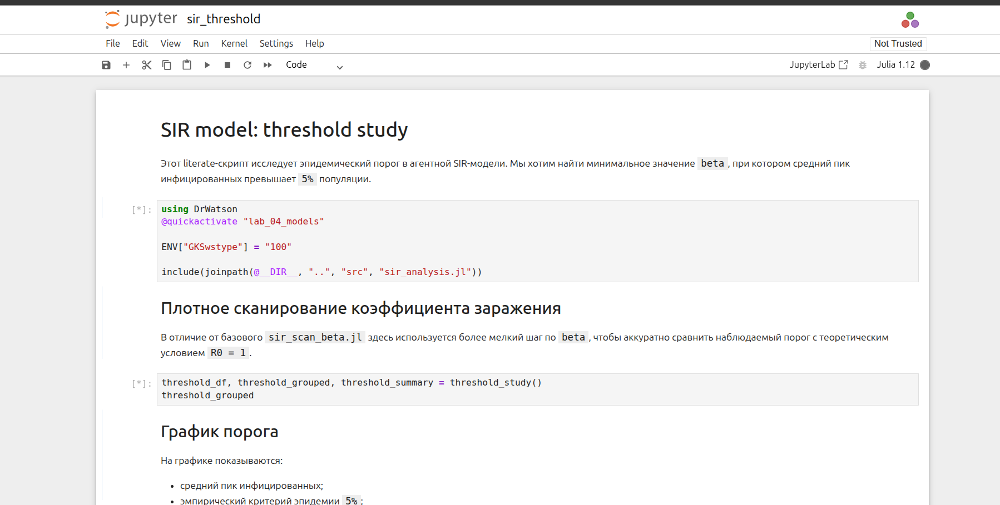 jupyter sir_threshold
File Edit View Run Kernel Settings Help Not Trusted
Code JupyterLab Julia 1.12
SIR model: threshold study
Этот literate-скрипт исследует эпидемический порог в агентной SIR-модели. Мы хотим найти минимальное значение beta, при котором средний пик
инфицированных превышает 5% популяции.
[*]: using DrWatson
@quickactivate "lab_04_models"
ENV["GKSwstype"] = "100"
include(joinpath(@__DIR__, "..", "src", "sir_analysis.jl"))
Плотное сканирование коэффициента заражения
В отличие от базового sir_scan_beta.jl здесь используется более мелкий шаг по beta, чтобы аккуратно сравнить наблюдаемый порог с теоретическим
условием R0 = 1.
[*]: threshold_df, threshold_grouped, threshold_summary = threshold_study()
threshold_grouped
График порога
На графике показываются:
• средний пик инфицированных;
• эмпирический критерий эпидемии 5%;